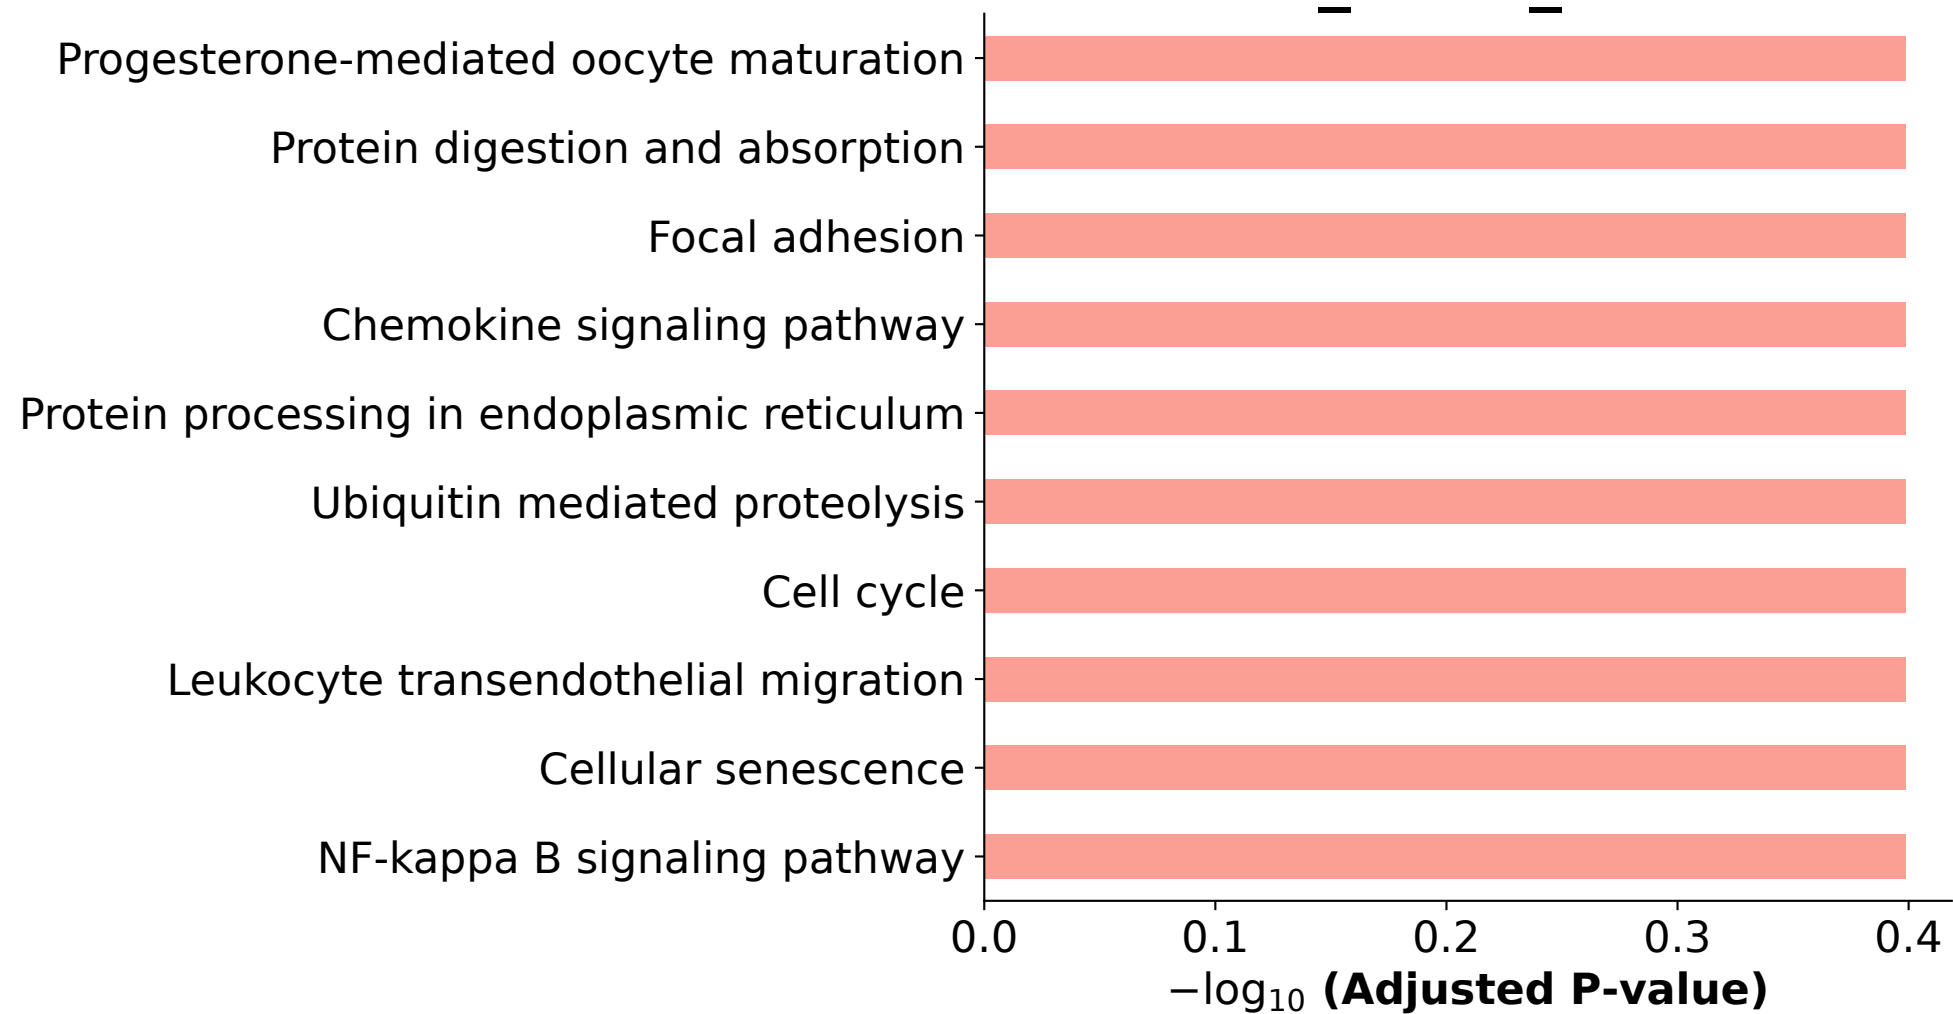 Progesterone-mediated oocyte maturation
Protein digestion and absorption
Focal adhesion
Chemokine signaling pathway
Protein processing in endoplasmic reticulum
Ubiquitin mediated proteolysis
Cell cycle
Leukocyte transendothelial migration
Cellular senescence
NF-kappa B signaling pathway
0.0 0.1 0.2 0.3 0.4
−log₁₀ (Adjusted P-value)